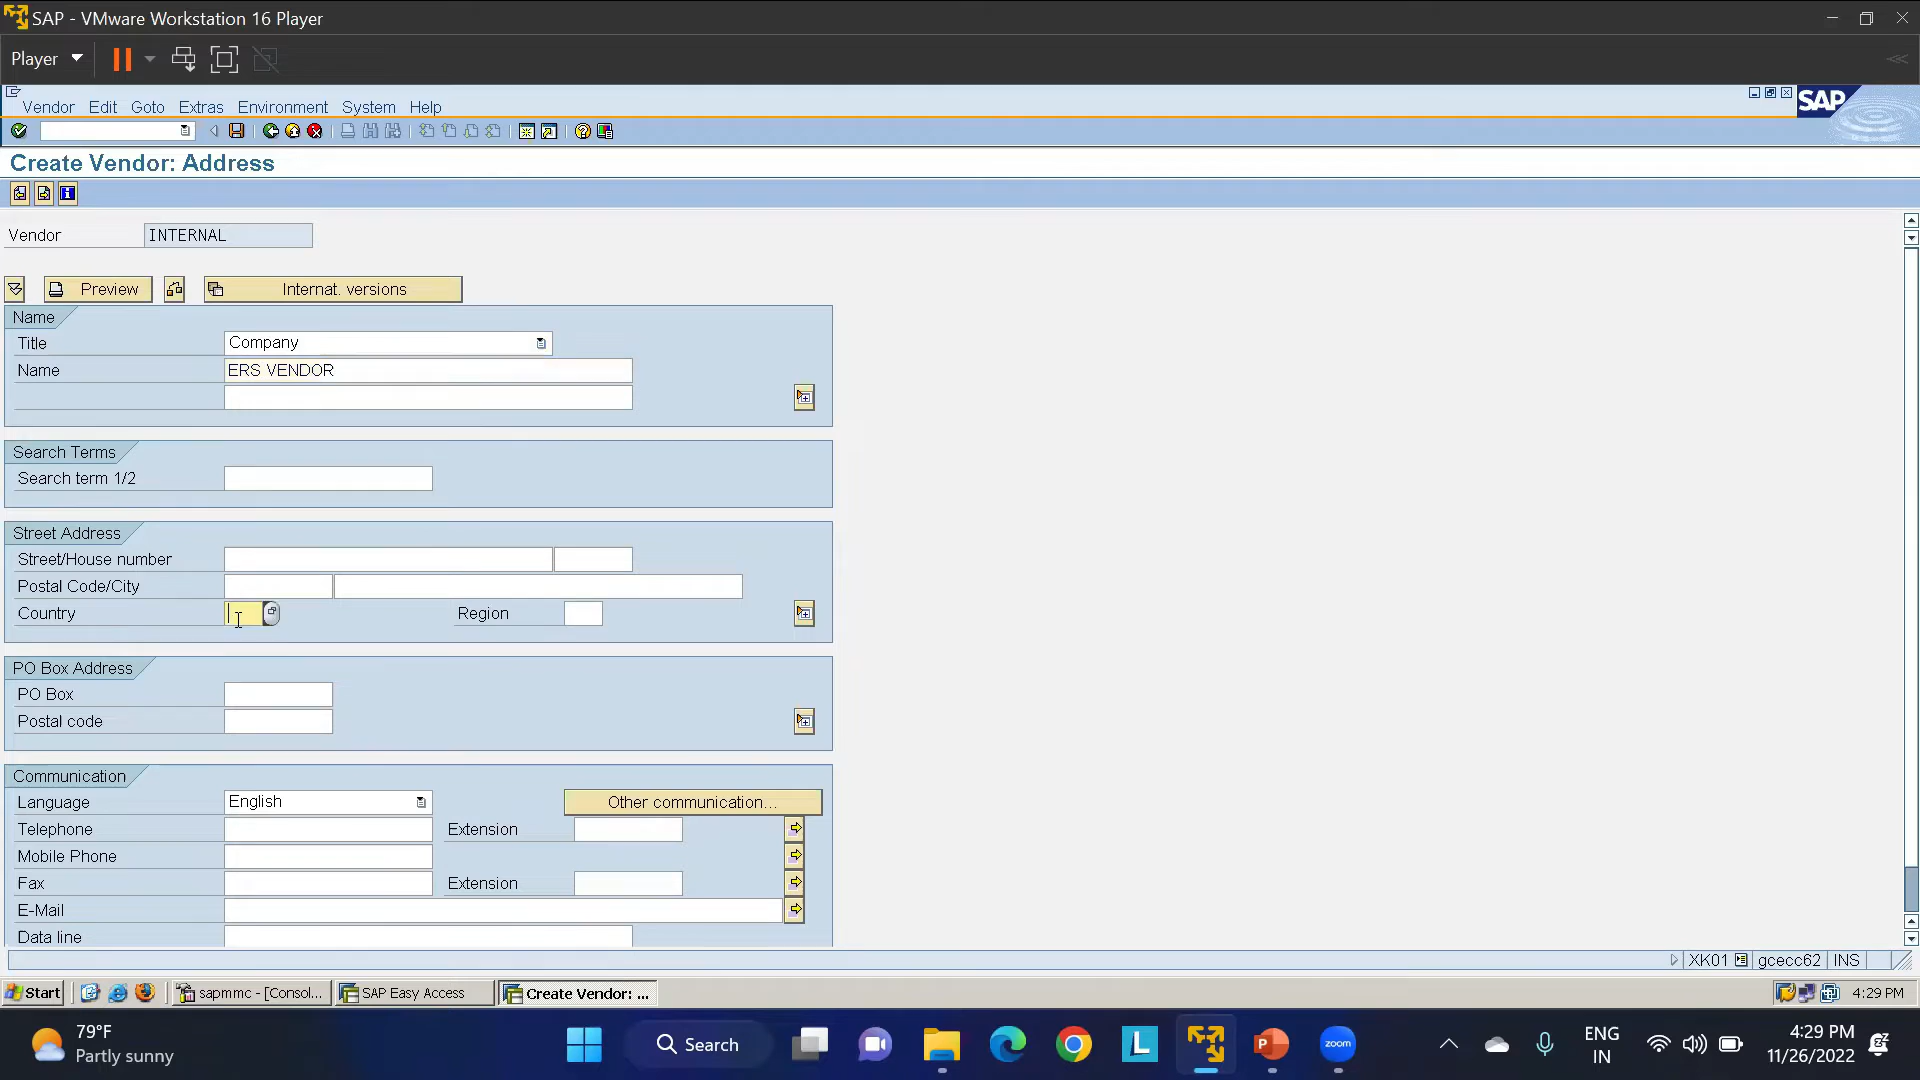 SAP - VMware Workstation 16 Player
Player
Vendor Edit Goto Extras Environment System Help
SAP
Create Vendor: Address
Vendor INTERNAL
Preview Internat. versions
Name
Title Company
Name ERS VENDOR
Search Terms
Search term 1/2
Street Address
Street/House number
Postal Code/City
Country Region
PO Box Address
PO Box
Postal code
Communication
Language English Other communication...
Telephone Extension
Mobile Phone
Fax Extension
E-Mail
Data line
XK01 gcecc62 INS
Start sapmmc - [Consol... SAP Easy Access Create Vendor: ... 4:29 PM
79°F
Partly sunny
Search
L
P
zoom
ENG
IN
4:29 PM
11/26/2022